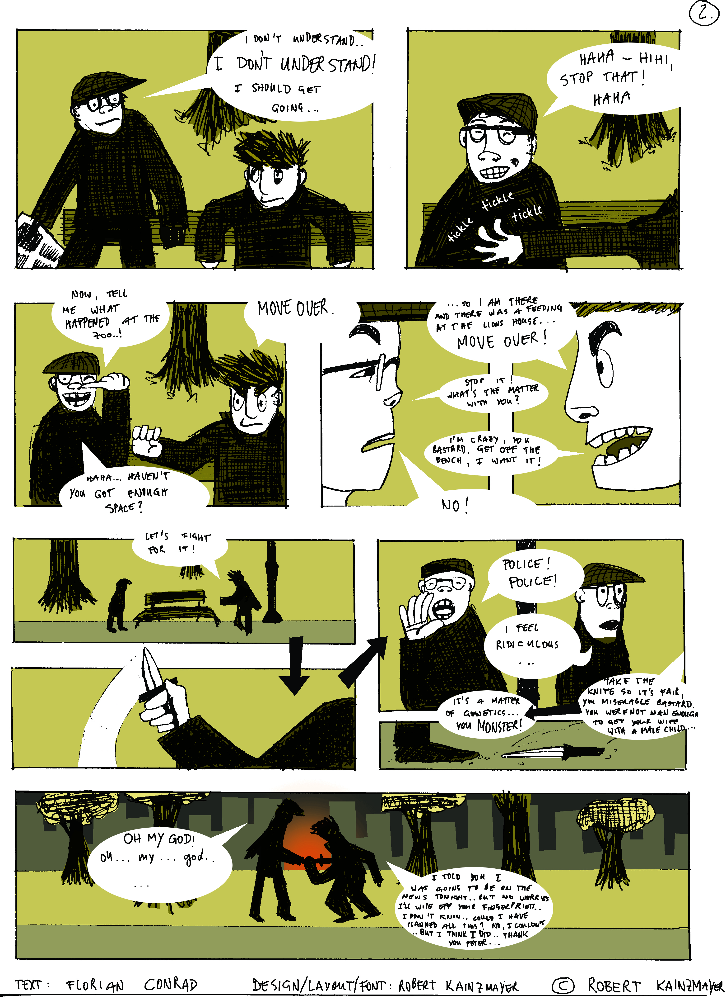 2.
I DON'T UNDERSTAND..
I DON'T UNDERSTAND!
I SHOULD GET
GOING...
HAHA – HIHI,
STOP THAT!
HAHA
tickle
tickle
tickle
NOW, TELL
ME WHAT
HAPPENED AT THE
ZOO..!
MOVE OVER.
HAHA... HAVEN'T
YOU GOT ENOUGH
SPACE?
...SO I AM THERE
AND THERE WAS A FEEDING
AT THE LIONS HOUSE...
MOVE OVER!
STOP IT!
WHAT'S THE MATTER
WITH YOU?
I'M CRAZY, YOU
BASTARD. GET OFF THE
BENCH, I WANT IT!
NO!
LET'S FIGHT
FOR IT!
POLICE!
POLICE!
I FEEL
RIDICULOUS
...
TAKE THE
KNIFE SO IT'S FAIR,
YOU MISERABLE BASTARD.
YOU WERE NOT MAN ENOUGH
TO GET YOUR WIFE
WITH A MALE CHILD...
IT'S A MATTER
OF GENETICS...
YOU MONSTER!
OH MY GOD!
OH... my... god..
...
I TOLD YOU I
WAS GOING TO BE ON THE
NEWS TONIGHT.. BUT NO WORRIES
I'LL WIPE OFF YOUR FINGERPRINTS..
I DON'T KNOW.. COULD I HAVE
PLANNED ALL THIS? NO, I COULDN'T
..BUT I THINK I DID.. THANK
YOU PETER...
TEXT: FLORIAN CONRAD
DESIGN/LAYOUT/FONT: ROBERT KAINZMAYER
© ROBERT KAINZMAYER